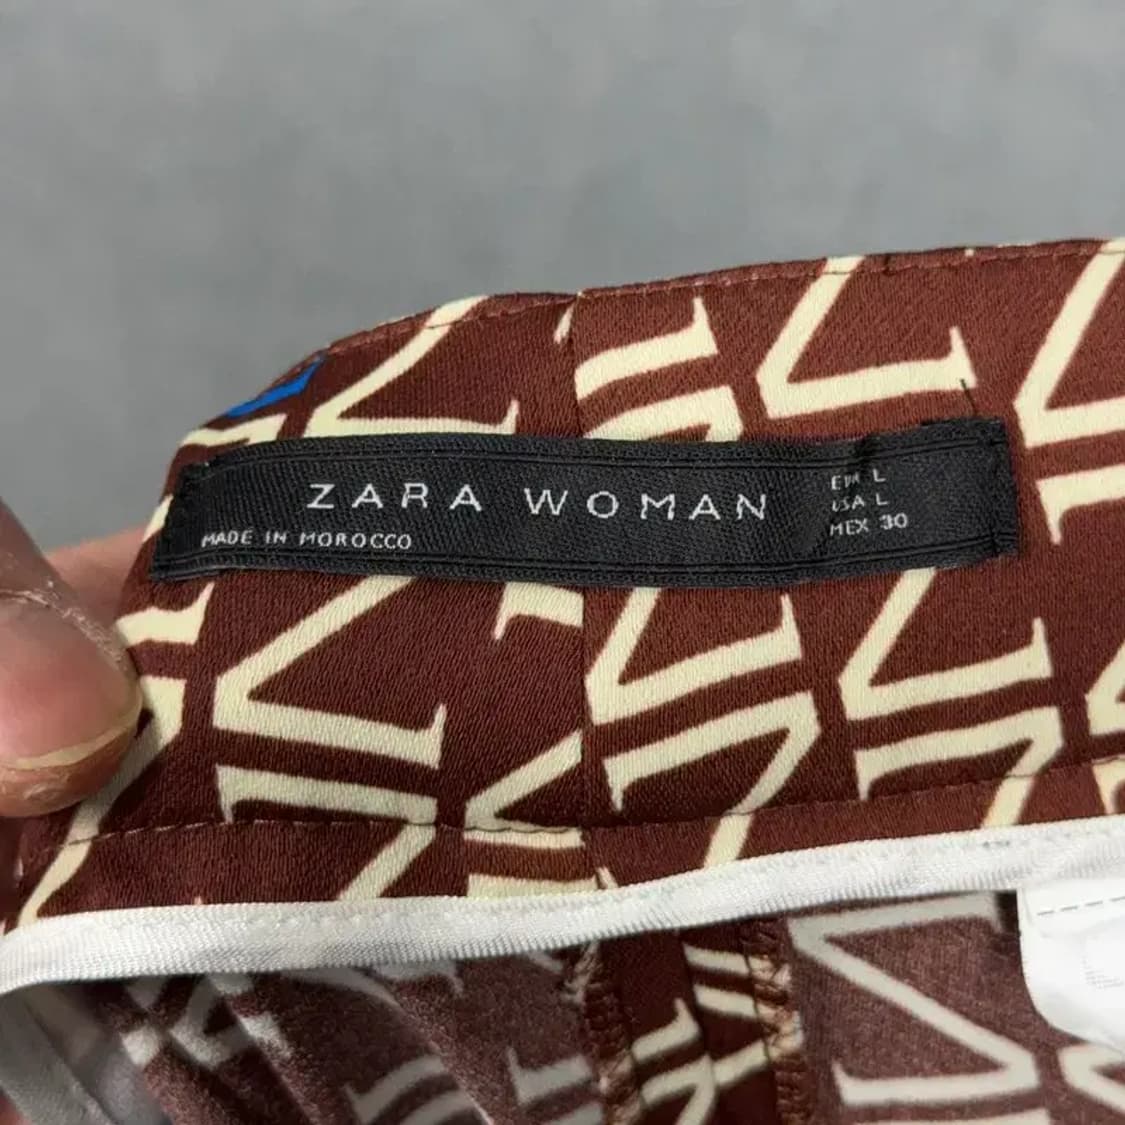 ZARA WOMAN
MADE IN MOROCCO
EUR L
USA L
MEX 30